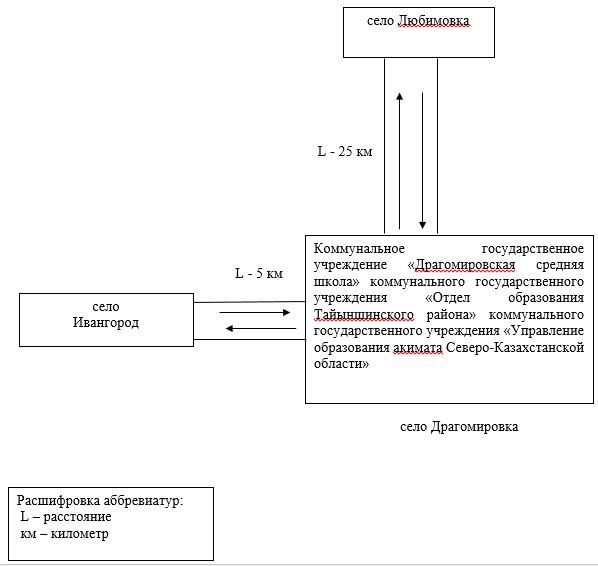 село Любимовка
L - 25 км
Коммунальное государственное
учреждение «Драгомировская средняя
школа» коммунального государственного
учреждения «Отдел образования
Тайыншинского района» коммунального
государственного учреждения «Управление
образования акимата Северо-Казахстанской
области»
L - 5 км
село
Ивангород
село Драгомировка
Расшифровка аббревиатур:
L – расстояние
км – километр